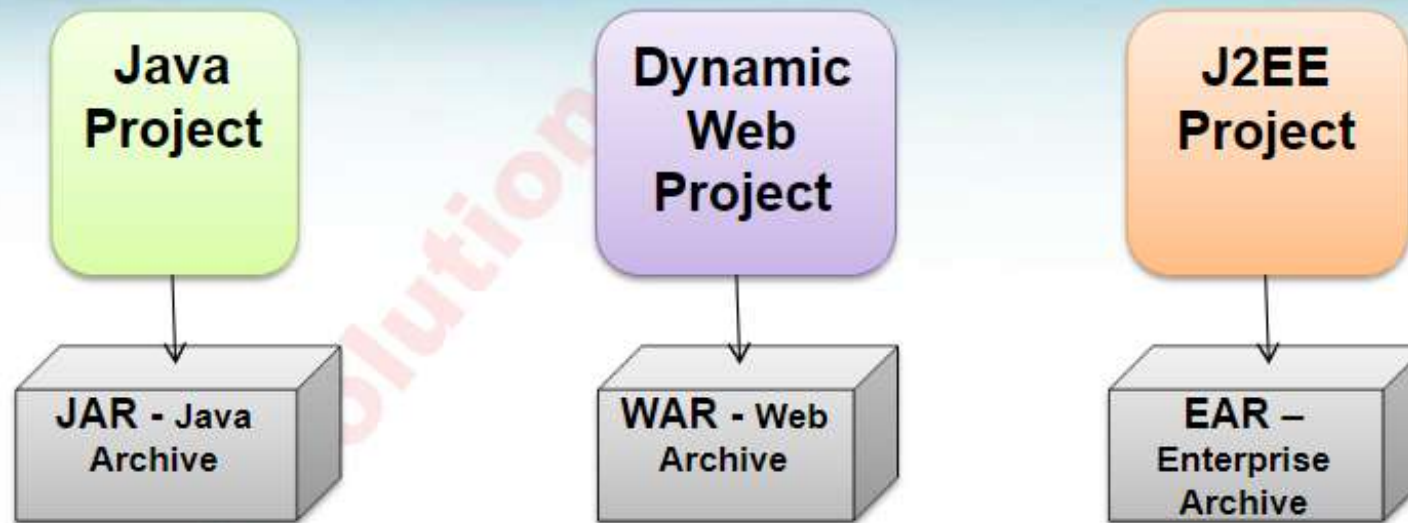 Java
Project
Dynamic
Web
Project
J2EE
Project
JAR - Java
Archive
WAR - Web
Archive
EAR –
Enterprise
Archive